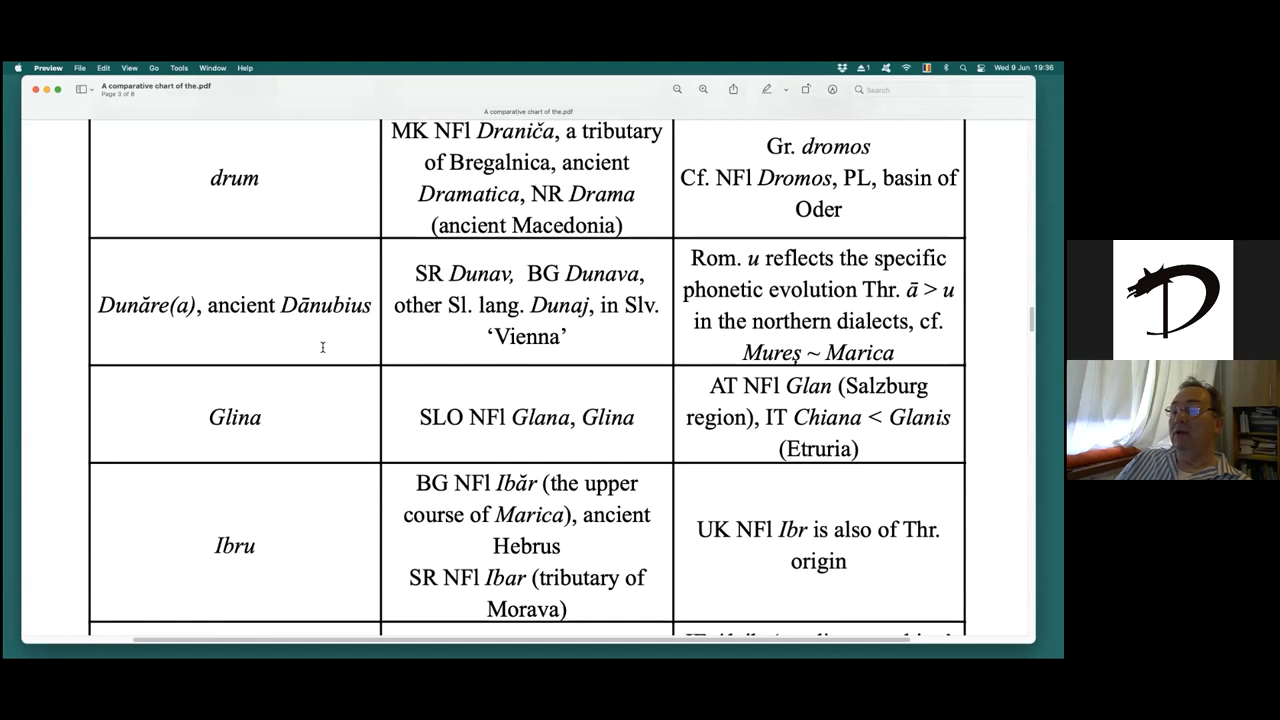 Preview File Edit View Go Tools Window Help
1 Wed 9 Jun 19:36
A comparative chart of the.pdf
Page 3 of 8
Search
A comparative chart of the.pdf
drum
MK NFl Draniča, a tributary
of Bregalnica, ancient
Dramatica, NR Drama
(ancient Macedonia)
Gr. dromos
Cf. NFl Dromos, PL, basin of
Oder
Dunăre(a), ancient Dānubius
SR Dunav, BG Dunava,
other Sl. lang. Dunaj, in Slv.
‘Vienna’
Rom. u reflects the specific
phonetic evolution Thr. ā > u
in the northern dialects, cf.
Mureș ~ Marica
Glina
SLO NFl Glana, Glina
AT NFl Glan (Salzburg
region), IT Chiana < Glanis
(Etruria)
Ibru
BG NFl Ibăr (the upper
course of Marica), ancient
Hebrus
SR NFl Ibar (tributary of
Morava)
UK NFl Ibr is also of Thr.
origin